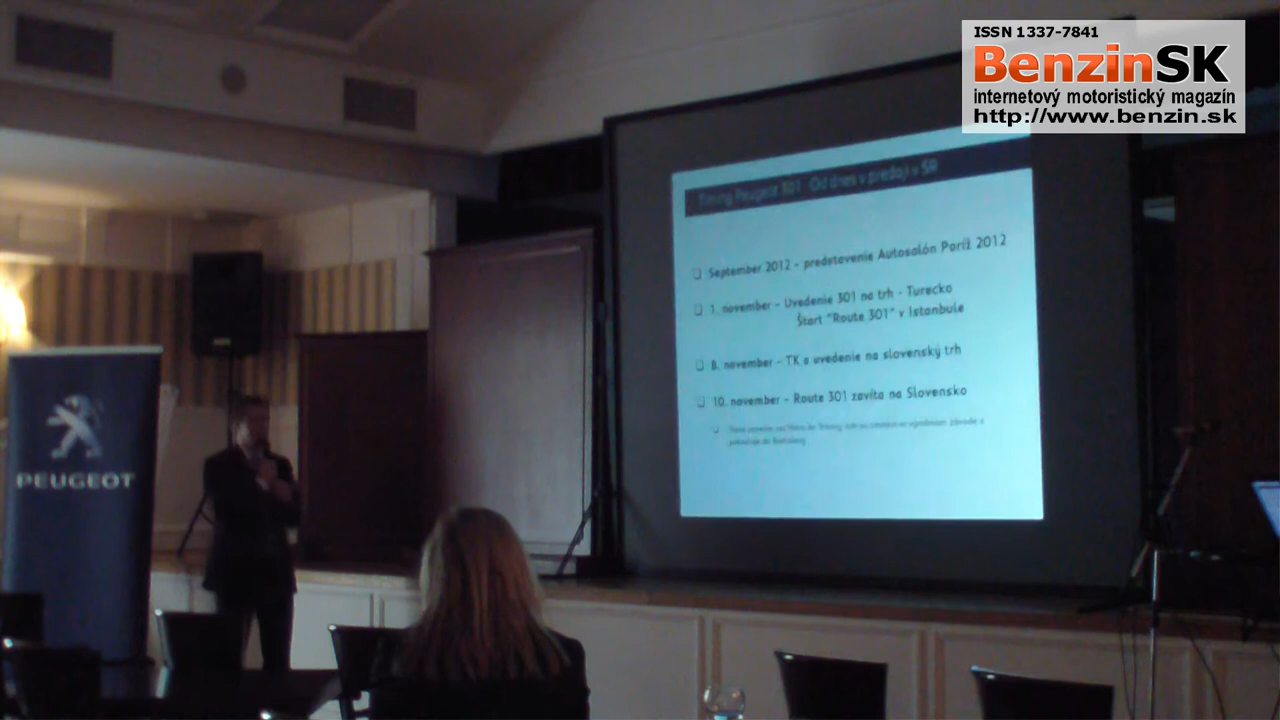 ISSN 1337-7841
BenzinSK
internetový motoristický magazín
http://www.benzin.sk
Timing Peugeot 301 Od dnes v predaji v SR
September 2012 - predstavenie Autosalón Paríž 2012
1. november - Uvedenie 301 na trh - Turecko
Štart "Route 301" v Istanbule
8. november - TK a uvedenie na slovenský trh
10. november - Route 301 zavíta na Slovensko
PEUGEOT